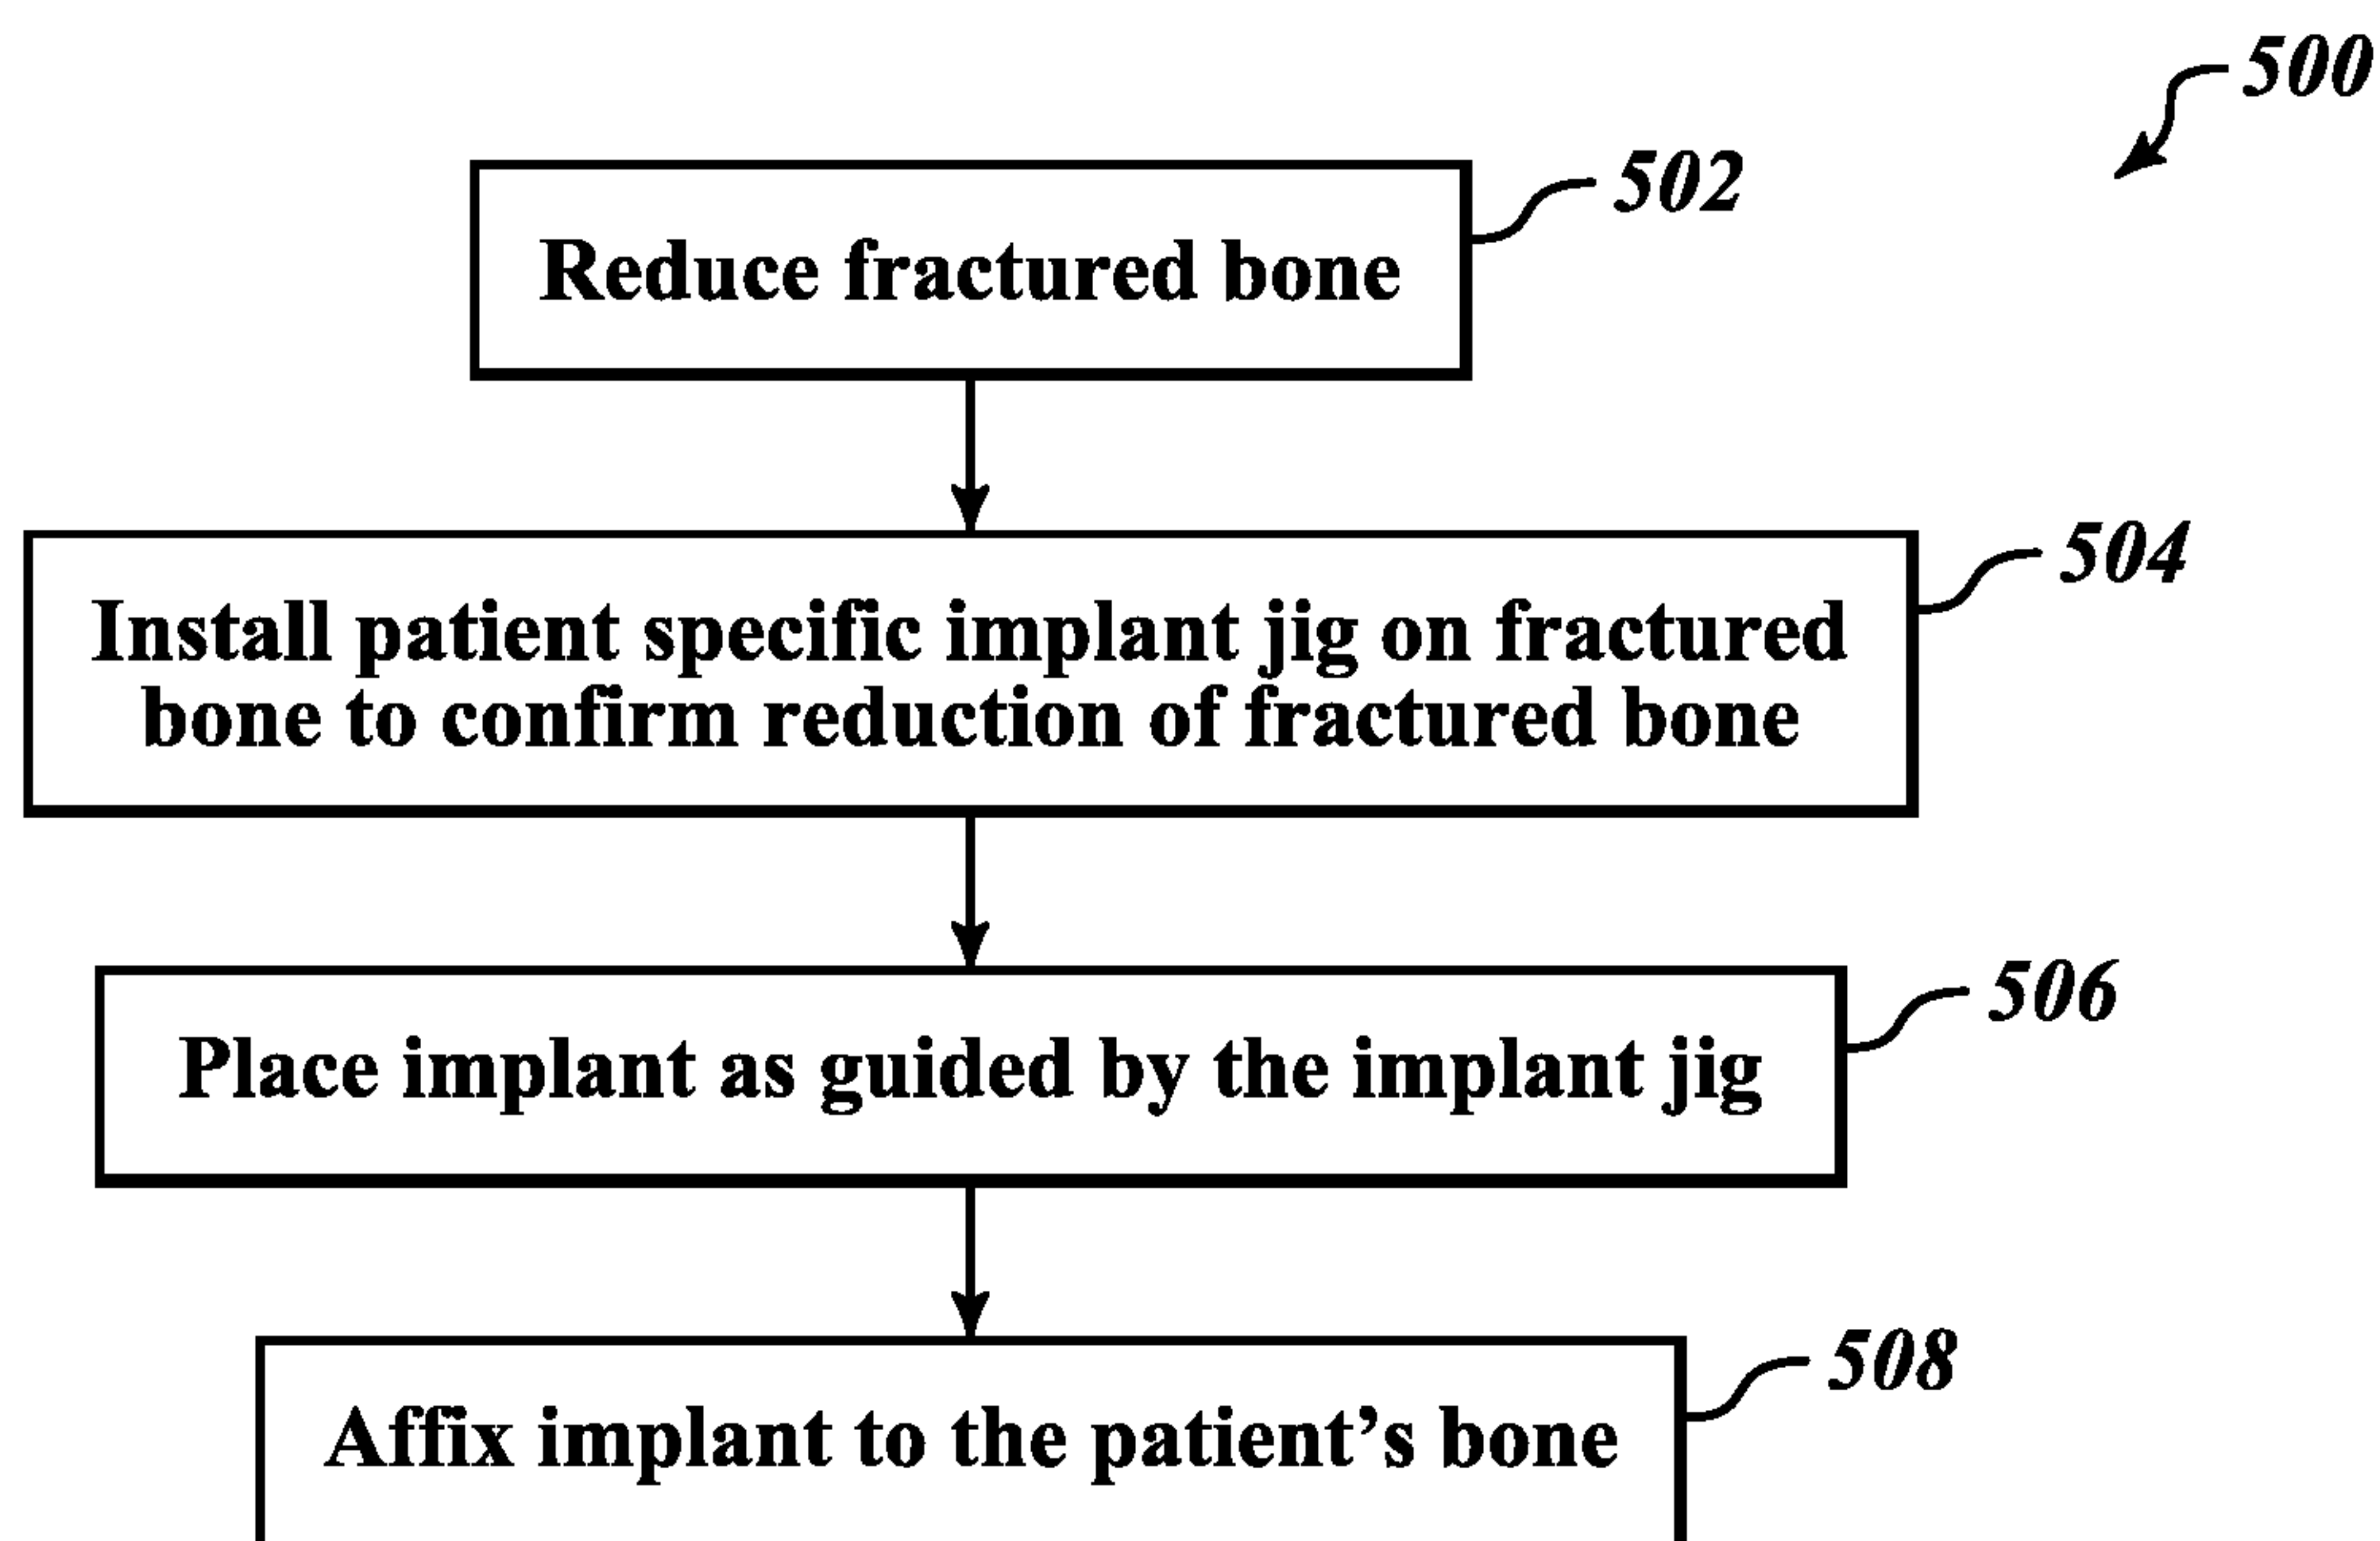 500
502
Reduce fractured bone
504
Install patient specific implant jig on fractured
bone to confirm reduction of fractured bone
506
Place implant as guided by the implant jig
508
Affix implant to the patient’s bone